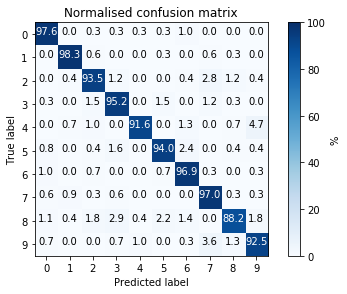 Normalised confusion matrix
0 97.6 0.0 0.3 0.3 0.3 0.3 1.0 0.0 0.0 0.0
1 0.0 98.3 0.6 0.0 0.3 0.0 0.0 0.6 0.3 0.0
2 0.0 0.4 93.5 1.2 0.0 0.0 0.4 2.8 1.2 0.4
3 0.3 0.0 1.5 95.2 0.0 1.5 0.0 1.2 0.3 0.0
4 0.0 0.7 1.0 0.0 91.6 0.0 1.3 0.0 0.7 4.7
5 0.8 0.0 0.4 1.6 0.0 94.0 2.4 0.0 0.4 0.4
6 1.0 0.0 0.7 0.0 0.0 0.7 96.9 0.3 0.0 0.3
7 0.6 0.9 0.3 0.6 0.0 0.0 0.0 97.0 0.3 0.3
8 1.1 0.4 1.8 2.9 0.4 2.2 1.4 0.0 88.2 1.8
9 0.7 0.0 0.0 0.7 1.0 0.0 0.3 3.6 1.3 92.5
0 1 2 3 4 5 6 7 8 9
Predicted label
True label
100
80
60
40
20
0
%